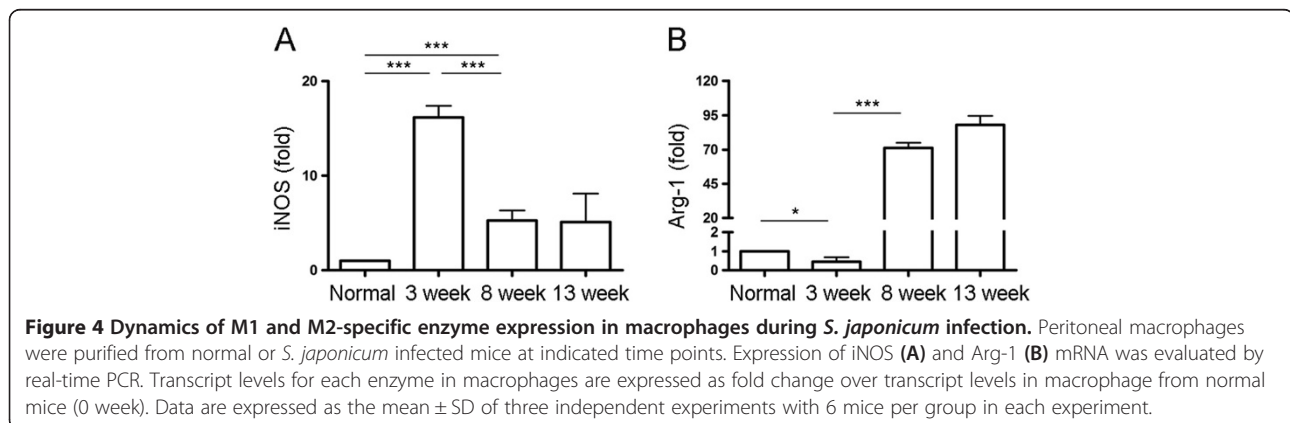 A
B
***
***
***
***
*
iNOS (fold)
20
10
0
Normal 3 week 8 week 13 week
Arg-1 (fold)
120
95
70
45
20
2
1
0
Normal 3 week 8 week 13 week
Figure 4 Dynamics of M1 and M2-specific enzyme expression in macrophages during S. japonicum infection. Peritoneal macrophages
were purified from normal or S. japonicum infected mice at indicated time points. Expression of iNOS (A) and Arg-1 (B) mRNA was evaluated by
real-time PCR. Transcript levels for each enzyme in macrophages are expressed as fold change over transcript levels in macrophage from normal
mice (0 week). Data are expressed as the mean ± SD of three independent experiments with 6 mice per group in each experiment.